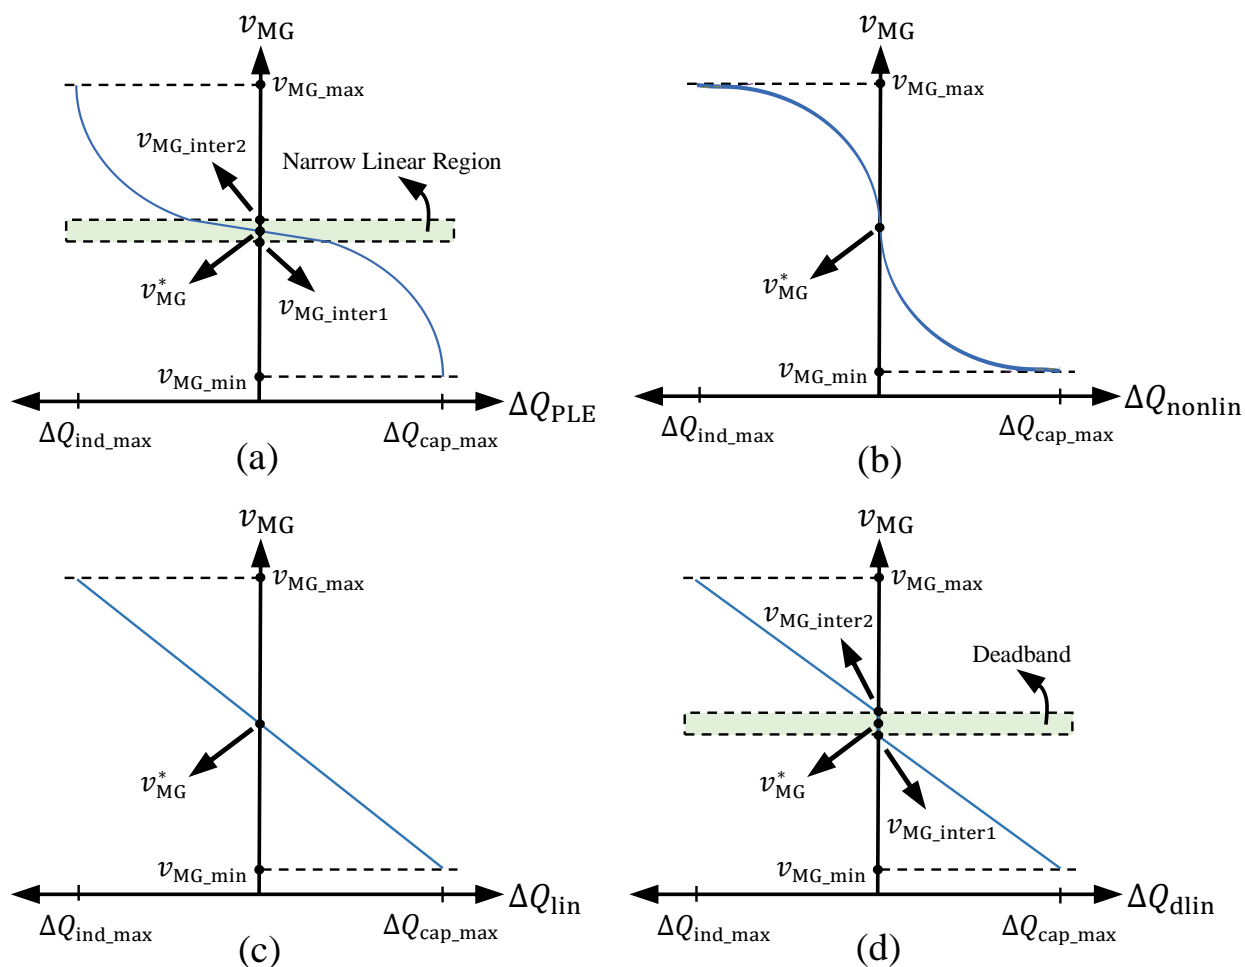 v_MG
v_MG_max
v_MG_inter2
Narrow Linear Region
v*_MG
v_MG_inter1
v_MG_min
ΔQ_PLE
ΔQ_ind_max
ΔQ_cap_max
(a)
v_MG
v_MG_max
v*_MG
v_MG_min
ΔQ_nonlin
ΔQ_ind_max
ΔQ_cap_max
(b)
v_MG
v_MG_max
v*_MG
v_MG_min
ΔQ_lin
ΔQ_ind_max
ΔQ_cap_max
(c)
v_MG
v_MG_max
v_MG_inter2
Deadband
v*_MG
v_MG_inter1
v_MG_min
ΔQ_dlin
ΔQ_ind_max
ΔQ_cap_max
(d)